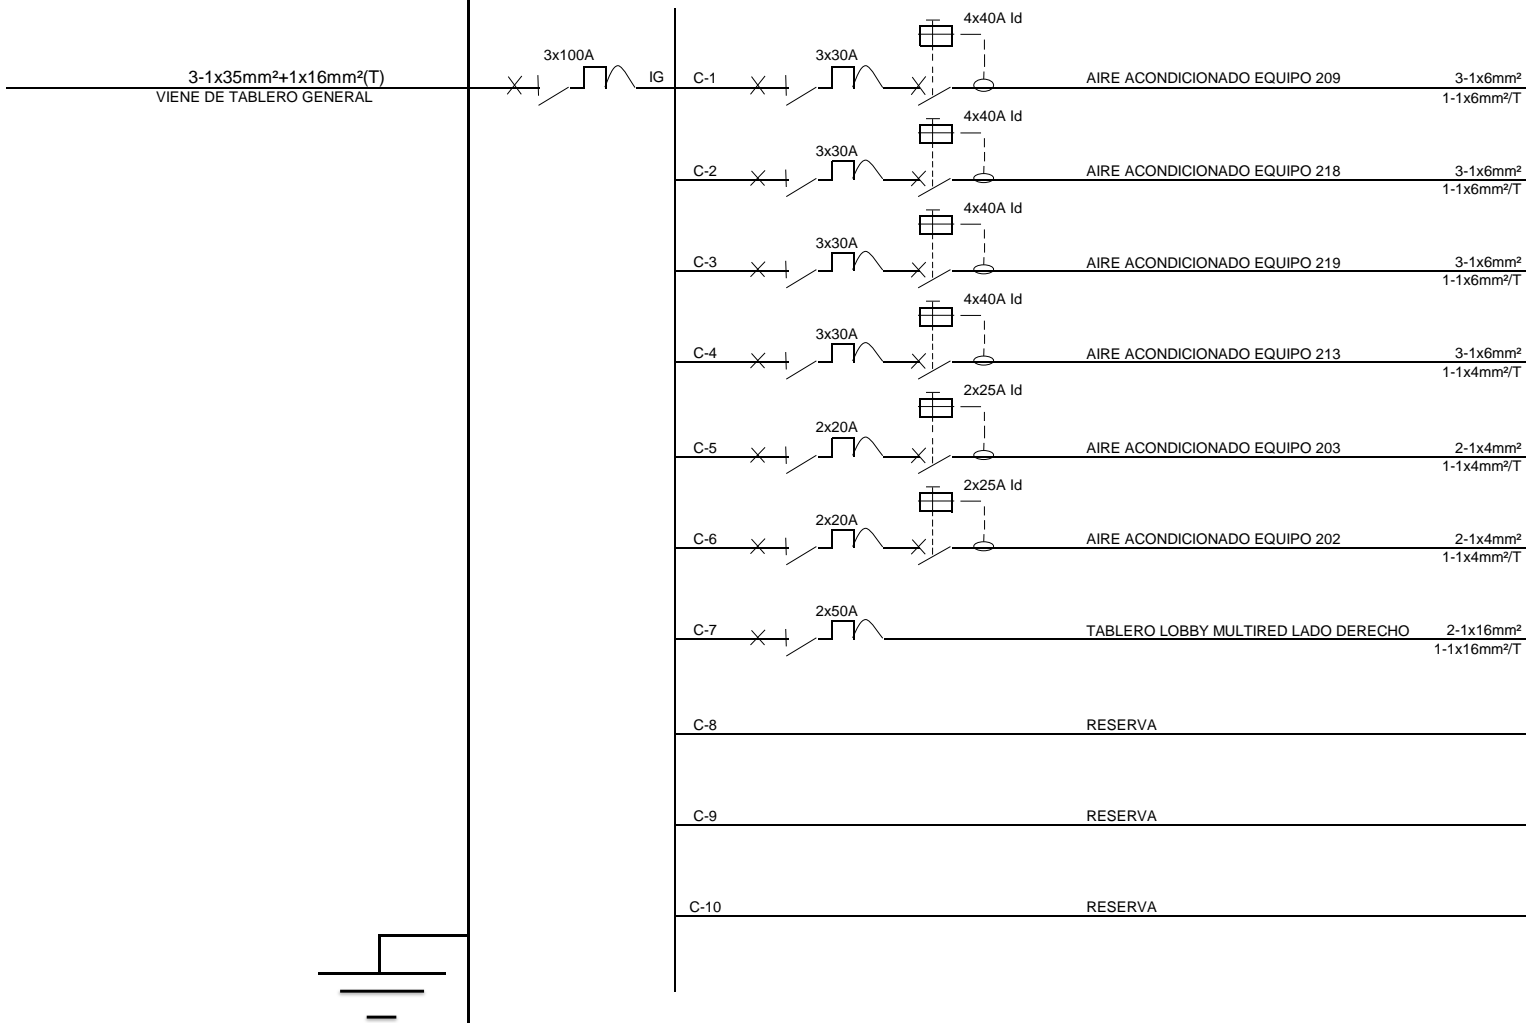 3-1x35mm²+1x16mm²(T)
VIENE DE TABLERO GENERAL
3x100A
IG
4x40A Id
C-1
3x30A
AIRE ACONDICIONADO EQUIPO 209
3-1x6mm²
1-1x6mm²/T
4x40A Id
C-2
3x30A
AIRE ACONDICIONADO EQUIPO 218
3-1x6mm²
1-1x6mm²/T
4x40A Id
C-3
3x30A
AIRE ACONDICIONADO EQUIPO 219
3-1x6mm²
1-1x6mm²/T
4x40A Id
C-4
3x30A
AIRE ACONDICIONADO EQUIPO 213
3-1x6mm²
1-1x4mm²/T
2x25A Id
C-5
2x20A
AIRE ACONDICIONADO EQUIPO 203
2-1x4mm²
1-1x4mm²/T
2x25A Id
C-6
2x20A
AIRE ACONDICIONADO EQUIPO 202
2-1x4mm²
1-1x4mm²/T
C-7
2x50A
TABLERO LOBBY MULTIRED LADO DERECHO
2-1x16mm²
1-1x16mm²/T
C-8
RESERVA
C-9
RESERVA
C-10
RESERVA